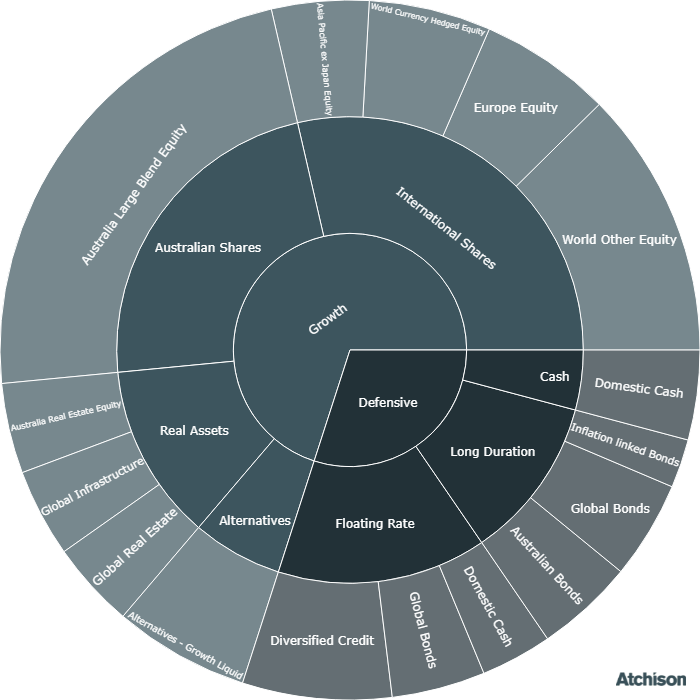 Growth
Defensive
Australian Shares
International Shares
Real Assets
Alternatives
Floating Rate
Long Duration
Cash
Australia Large Blend Equity
Asia Pacific ex Japan Equity
World Currency Hedged Equity
Europe Equity
World Other Equity
Australia Real Estate Equity
Global Infrastructure
Global Real Estate
Alternatives - Growth Liquid
Diversified Credit
Global Bonds
Domestic Cash
Australian Bonds
Global Bonds
Inflation linked Bonds
Domestic Cash
Atchison